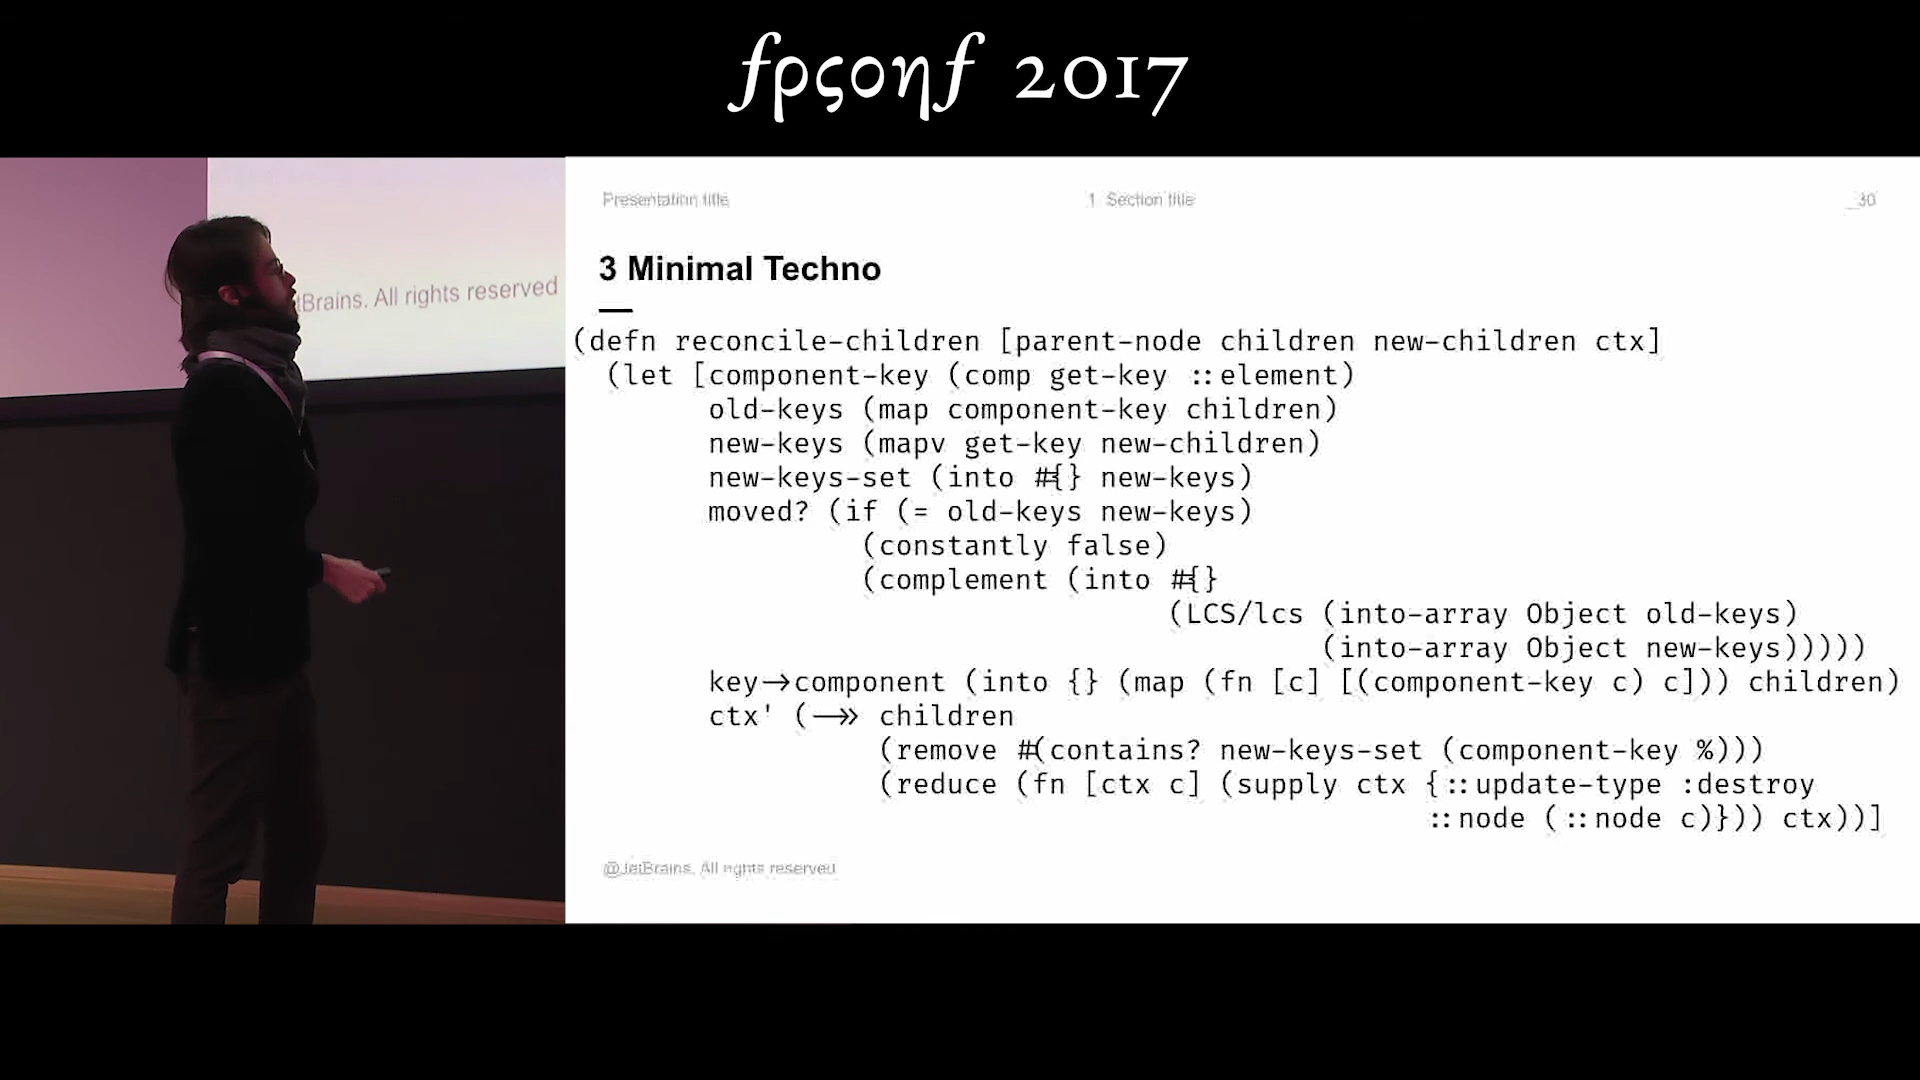 fρςοηf 2017
tBrains. All rights reserved
Presentation title
1 Section title
_30
3 Minimal Techno
(defn reconcile-children [parent-node children new-children ctx]
(let [component-key (comp get-key ::element)
old-keys (map component-key children)
new-keys (mapv get-key new-children)
new-keys-set (into #{} new-keys)
moved? (if (= old-keys new-keys)
(constantly false)
(complement (into #{}
(LCS/lcs (into-array Object old-keys)
(into-array Object new-keys)))))
key->component (into {} (map (fn [c] [(component-key c) c])) children)
ctx' (->> children
(remove #(contains? new-keys-set (component-key %)))
(reduce (fn [ctx c] (supply ctx {::update-type :destroy
::node (::node c)})) ctx))]
@JetBrains. All rights reserved